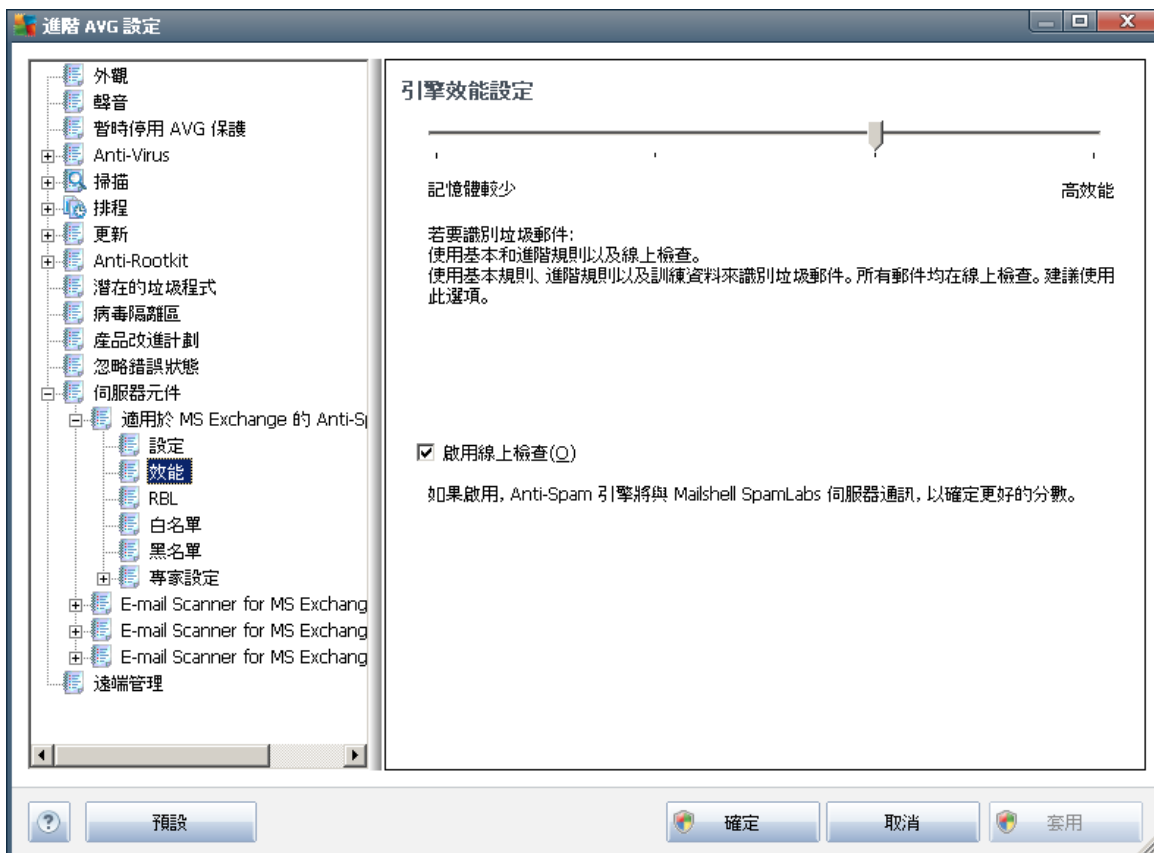 進階 AVG 設定
外觀
聲音
暫時停用 AVG 保護
Anti-Virus
掃描
排程
更新
Anti-Rootkit
潛在的垃圾程式
病毒隔離區
產品改進計劃
忽略錯誤狀態
伺服器元件
適用於 MS Exchange 的 Anti-S
設定
效能
RBL
白名單
黑名單
專家設定
E-mail Scanner for MS Exchang
E-mail Scanner for MS Exchang
E-mail Scanner for MS Exchang
遠端管理
引擎效能設定
記憶體較少 高效能
若要識別垃圾郵件:
使用基本和進階規則以及線上檢查。
使用基本規則、進階規則以及訓練資料來識別垃圾郵件。所有郵件均在線上檢查。建議使用
此選項。
啟用線上檢查(O)
如果啟用, Anti-Spam 引擎將與 Mailshell SpamLabs 伺服器通訊, 以確定更好的分數。
? 預設 確定 取消 套用